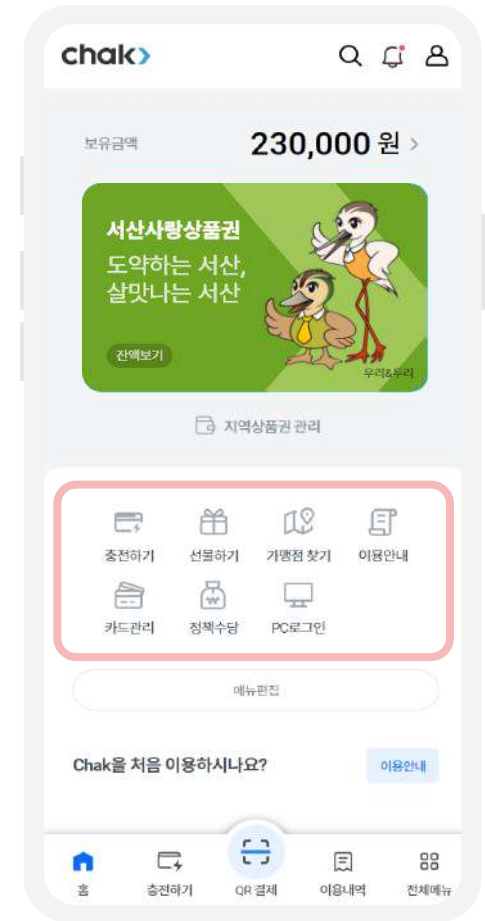 chak
보유금액 230,000 원 >
서산사랑상품권
도약하는 서산,
살맛나는 서산
잔액보기
우리&두리
지역상품권 관리
충전하기 선물하기 가맹점 찾기 이용안내
카드관리 정책수당 PC로그인
메뉴편집
Chak을 처음 이용하시나요? 이용안내
홈 충전하기 QR 결제 이용내역 전체메뉴